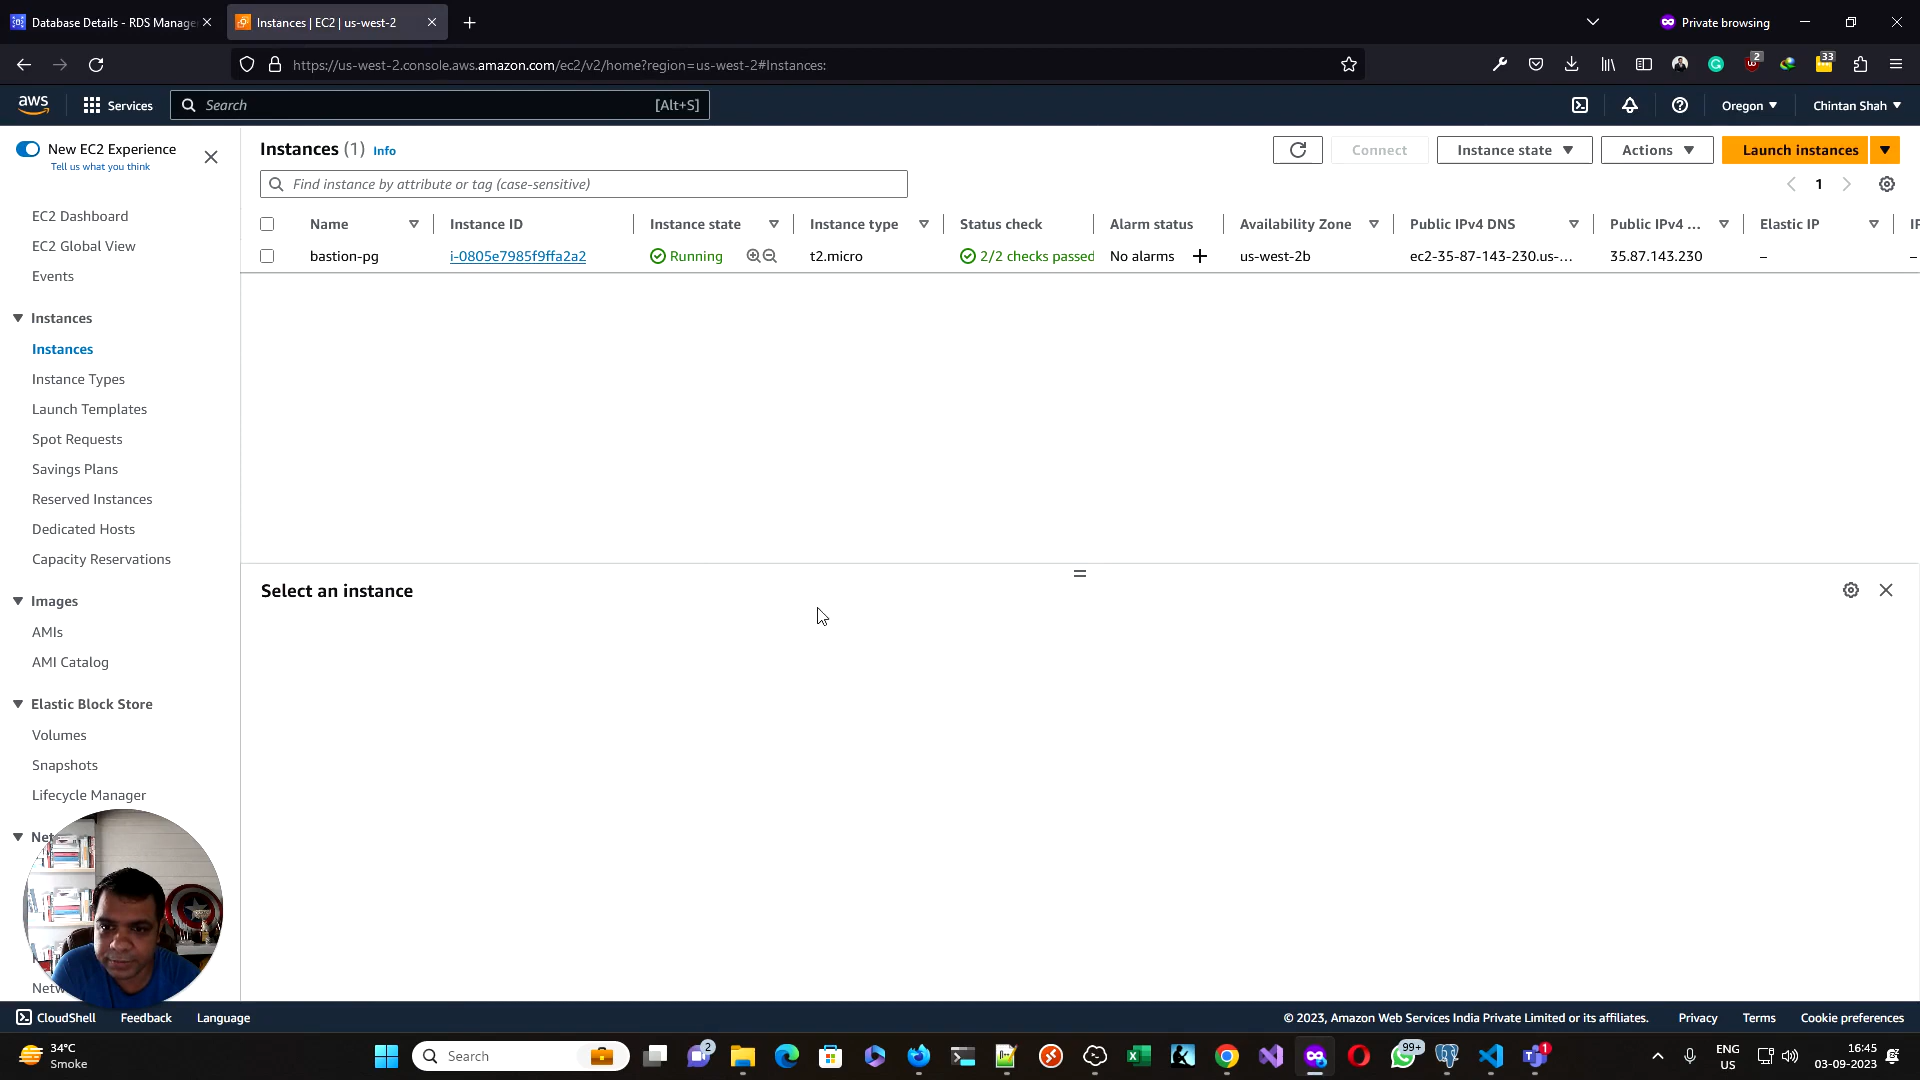 Database Details - RDS Manage
Instances | EC2 | us-west-2
Private browsing
https://us-west-2.console.aws.amazon.com/ec2/v2/home?region=us-west-2#Instances:
2
33
aws
Services
Search
[Alt+S]
Oregon
Chintan Shah
New EC2 Experience
Tell us what you think
EC2 Dashboard
EC2 Global View
Events
Instances
Instances
Instance Types
Launch Templates
Spot Requests
Savings Plans
Reserved Instances
Dedicated Hosts
Capacity Reservations
Images
AMIs
AMI Catalog
Elastic Block Store
Volumes
Snapshots
Lifecycle Manager
Net
Netw
Instances (1) Info
Connect
Instance state
Actions
Launch instances
Find instance by attribute or tag (case-sensitive)
1
Name
Instance ID
Instance state
Instance type
Status check
Alarm status
Availability Zone
Public IPv4 DNS
Public IPv4 ...
Elastic IP
IP
bastion-pg
i-0805e7985f9ffa2a2
Running
t2.micro
2/2 checks passed
No alarms
us-west-2b
ec2-35-87-143-230.us-...
35.87.143.230
–
–
Select an instance
CloudShell
Feedback
Language
© 2023, Amazon Web Services India Private Limited or its affiliates.
Privacy
Terms
Cookie preferences
34°C
Smoke
Search
2
99+
1
ENG
US
16:45
03-09-2023